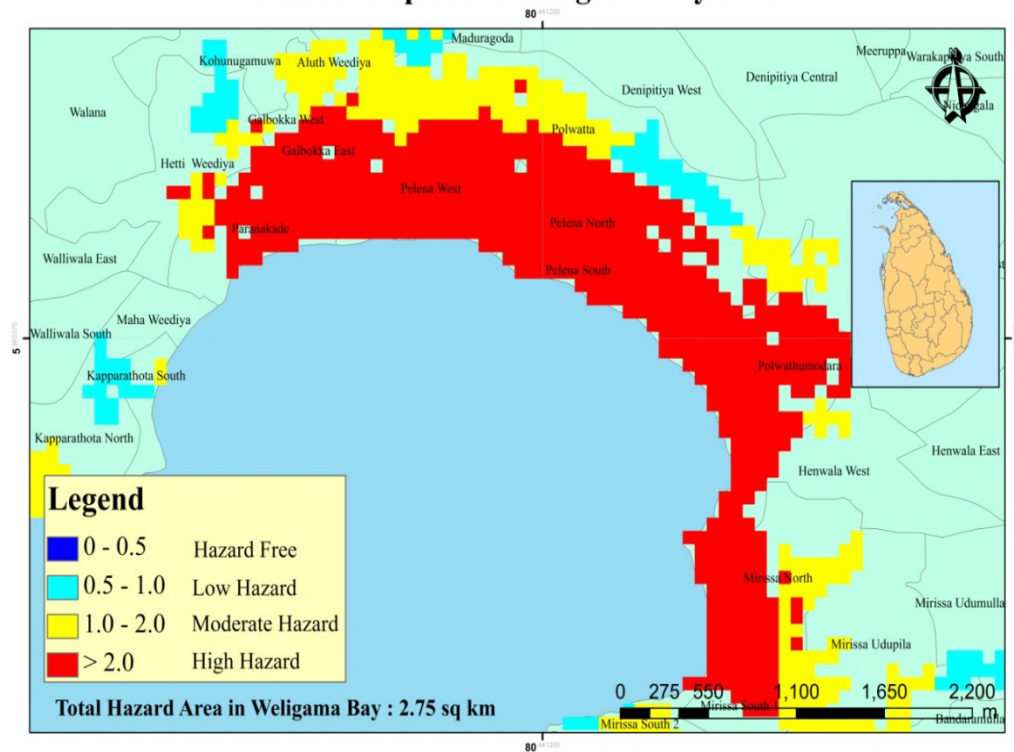 80
Maduragoda
Kohunugamuwa
Aluth Weediya
Meeruppa
Denipitiya Central
Denipitiya West
Walana
Galbokka West
Polwatta
Galbokka East
Hetti Weediya
Pelena West
Pelena North
Paranakade
Walliwala East
Pelena South
Maha Weediya
Walliwala South
5
Polwathumodara
Kapparathota South
Kapparathota North
Henwala East
Henwala West
Legend
0 - 0.5 Hazard Free
0.5 - 1.0 Low Hazard
1.0 - 2.0 Moderate Hazard
> 2.0 High Hazard
Mirissa North
Mirissa Udumulla
Mirissa Udupila
0 275 550 1,100 1,650 2,200
m
Total Hazard Area in Weligama Bay : 2.75 sq km
Mirissa South 1
Mirissa South 2
Bandaramulla
80